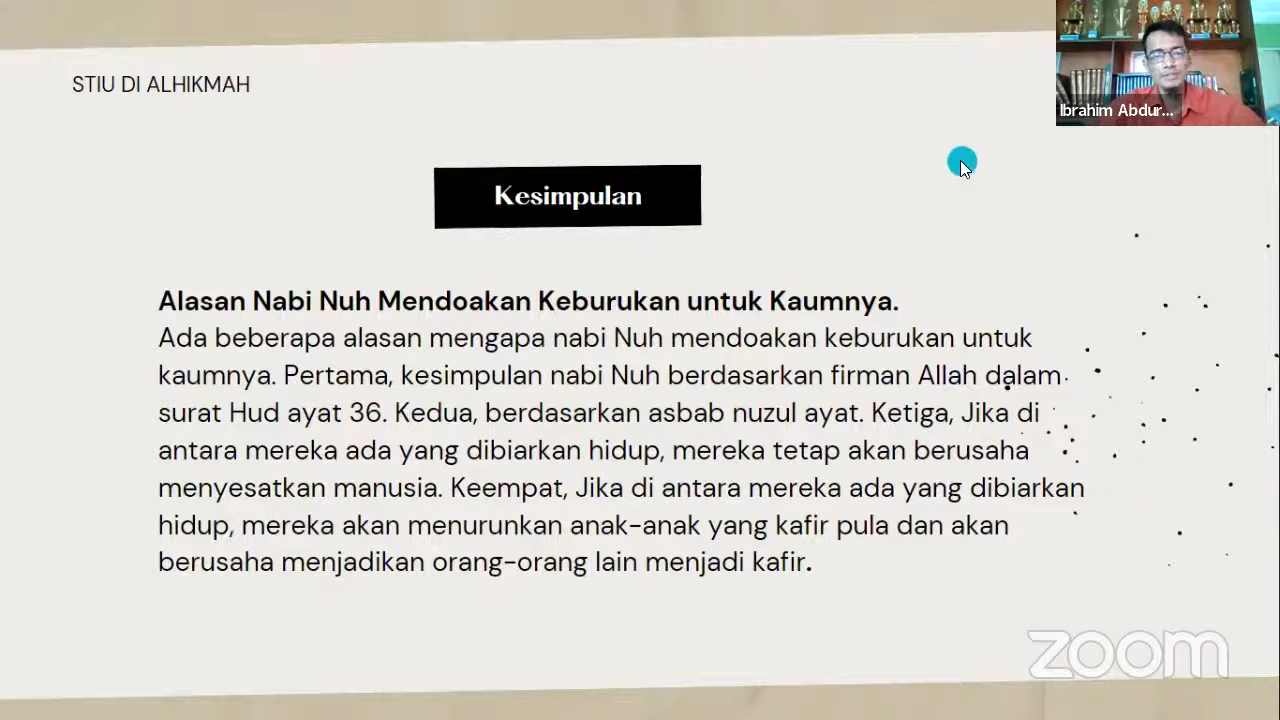 STIU DI ALHIKMAH
Ibrahim Abdur...
Kesimpulan
Alasan Nabi Nuh Mendoakan Keburukan untuk Kaumnya.
Ada beberapa alasan mengapa nabi Nuh mendoakan keburukan untuk
kaumnya. Pertama, kesimpulan nabi Nuh berdasarkan firman Allah dalam
surat Hud ayat 36. Kedua, berdasarkan asbab nuzul ayat. Ketiga, Jika di
antara mereka ada yang dibiarkan hidup, mereka tetap akan berusaha
menyesatkan manusia. Keempat, Jika di antara mereka ada yang dibiarkan
hidup, mereka akan menurunkan anak-anak yang kafir pula dan akan
berusaha menjadikan orang-orang lain menjadi kafir.
zoom